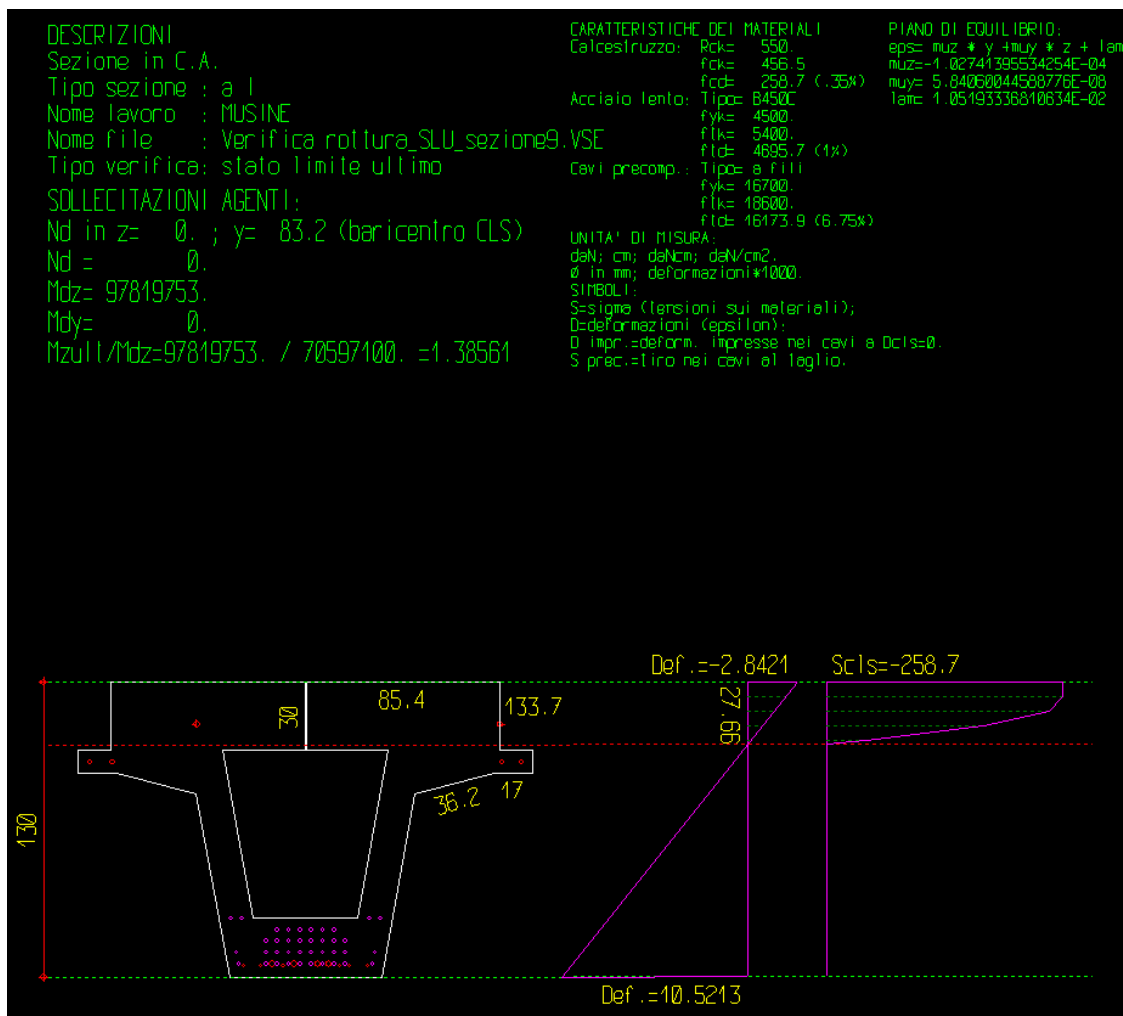 DESCRIZIONI
Sezione in C.A.
Tipo sezione : a I
Nome lavoro : MUSINE
Nome file : Verifica rottura_SLU_sezione9.VSE
Tipo verifica: stato limite ultimo
SOLLECITAZIONI AGENTI:
Nd in z= 0. ; y= 83.2 (baricentro CLS)
Nd = 0.
Mdz= 97819753.
Mdy= 0.
Mzult/Mdz=97819753. / 70597100. =1.38561
CARATTERISTICHE DEI MATERIALI
Calcestruzzo: Rck= 550.
fck= 456.5
fcd= 258.7 (.35%)
Acciaio lento: Tipo= B450C
fyk= 4500.
ftk= 5400.
ftd= 4695.7 (1%)
Cavi precomp.: Tipo= a fili
fyk= 16700.
ftk= 18600.
ftd= 16173.9 (6.75%)
UNITA' DI MISURA:
daN; cm; daNcm; daN/cm2.
Ø in mm; deformazioni*1000.
SIMBOLI:
S=sigma (tensioni sui materiali);
D=deformazioni (epsilon);
D impr.=deform. impresse nei cavi a Dcls=0.
S prec.=tiro nei cavi al taglio.
PIANO DI EQUILIBRIO:
eps= muz * y +muy * z + lam
muz=-1.02741395534254E-04
muy= 5.84060044588776E-08
lam= 1.05193336810634E-02
Def.=-2.8421
Scls=-258.7
85.4
133.7
30
27.66
36.2
17
130
Def.=10.5213